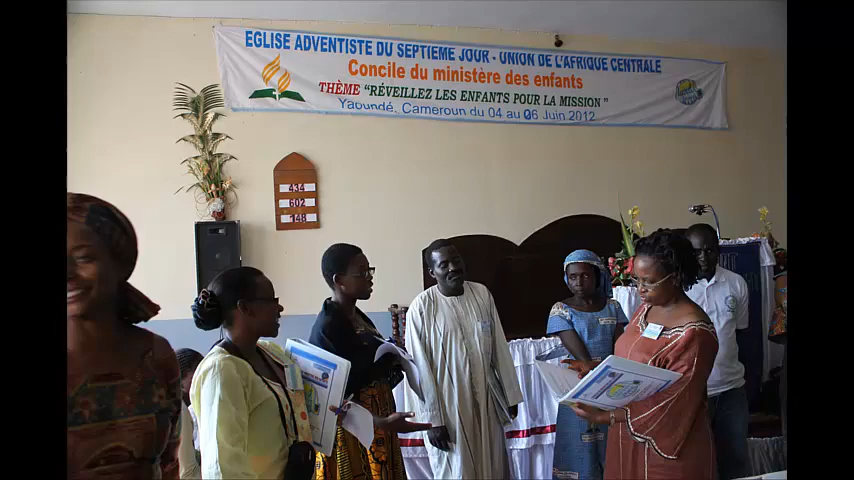 EGLISE ADVENTISTE DU SEPTIEME JOUR - UNION DE L'AFRIQUE CENTRALE
Concile du ministère des enfants
THÈME "RÉVEILLEZ LES ENFANTS POUR LA MISSION"
Yaoundé, Cameroun du 04 au 06 Juin 2012
434
602
148